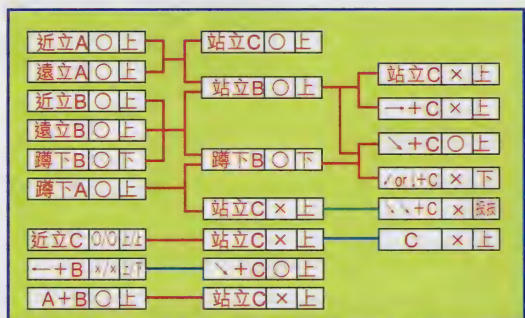 近立A ○ 上
遠立A ○ 上
近立B ○ 上
遠立B ○ 上
蹲下B ○ 下
蹲下A ○ 上
近立C ○/○ 上/上
←+B ×/× 上/下
A+B ○ 上
站立C ○ 上
站立B ○ 上
蹲下B ○ 下
站立C × 上
站立C × 上
↘+C ○ 上
站立C × 上
站立C × 上
→+C × 上
↘+C ○ 上
↙or↓+C × 下
↘↘+C ×
C × 上